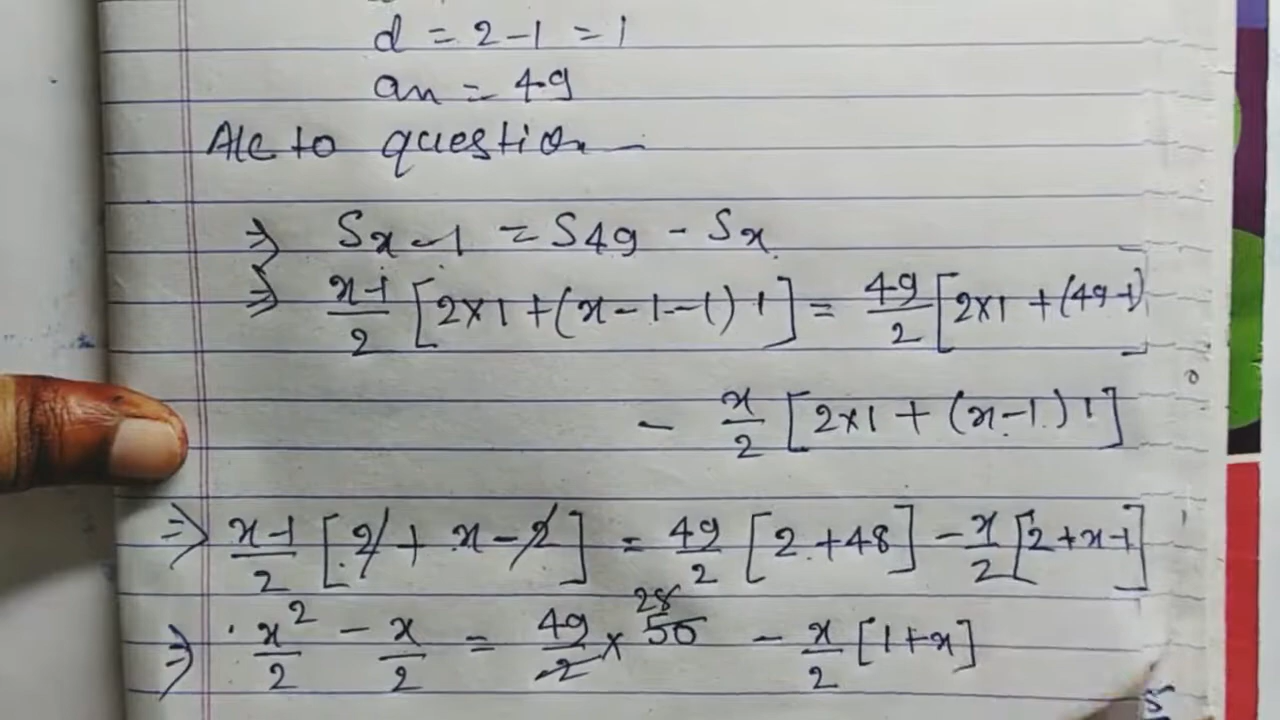 d = 2-1 = 1
an = 49
Alc to question —
⇒ Sx-1 = S49 - Sx
⇒ x-1/2 [2×1+(x-1-1)1] = 49/2 [2×1+(49-1)]
- x/2 [2×1+(x-1)1]
⇒ x-1/2 [2+x-2] = 49/2 [2+48] - x/2 [2+x-1]
⇒ x²/2 - x/2 = 49/2 × 50 - x/2 [1+x]